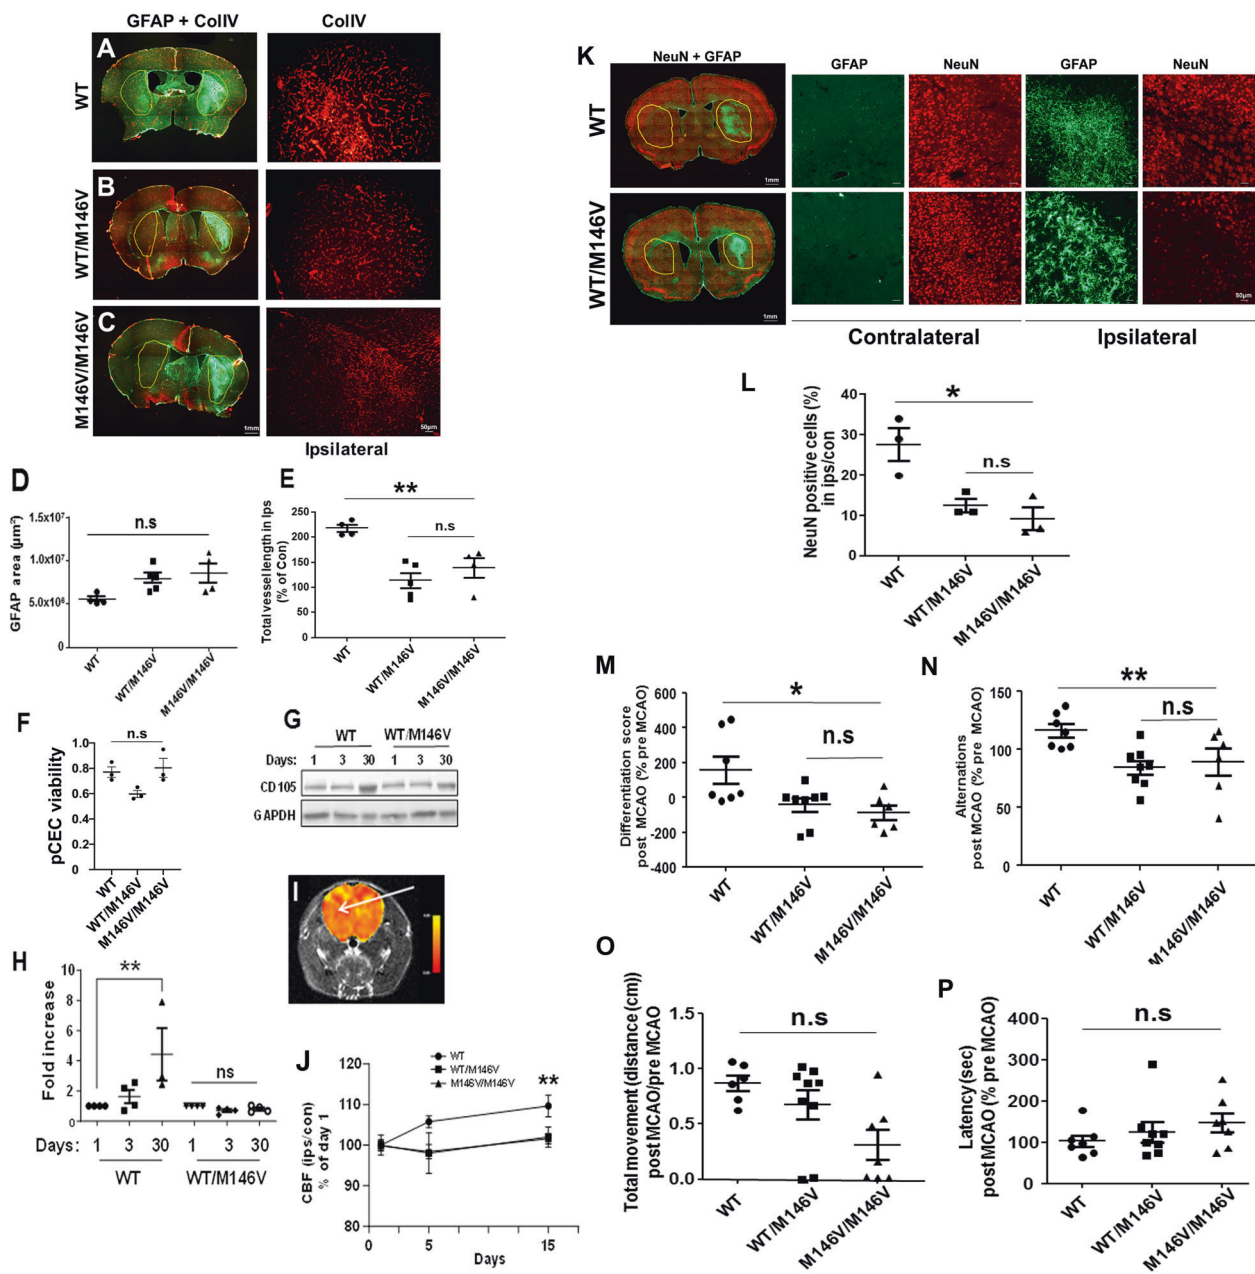 GFAP + ColIV
ColIV
A
WT
B
WT/M146V
C
M146V/M146V
1mm
50µm
Ipsilateral
K
NeuN + GFAP
GFAP
NeuN
GFAP
NeuN
WT
1mm
WT/M146V
1mm
50µm
Contralateral
Ipsilateral
L
NeuN positive cells (%)
in ips/con
40
30
20
10
0
*
n.s
WT
WT/M146V
M146V/M146V
D
GFAP area (µm²)
1.5x10⁷
1.0x10⁷
5.0x10⁶
0
n.s
WT
WT/M146V
M146V/M146V
E
Total vessel length in Ips
(% of Con)
250
200
150
100
50
0
**
n.s
WT
WT/M146V
M146V/M146V
F
pCEC viability
1.0
0.8
0.6
0.4
0.2
0
n.s
WT
WT/M146V
M146V/M146V
G
WT
WT/M146V
Days: 1 3 30 1 3 30
CD105
GAPDH
H
Fold increase
10
8
6
4
2
0
**
ns
Days: 1 3 30 1 3 30
WT
WT/M146V
I
J
WT
WT/M146V
M146V/M146V
CBF (ips/con)
% of day 1
120
110
100
90
80
**
0
5
15
Days
M
Differentiation score
post MCAO (% pre MCAO)
600
400
200
0
-200
-400
*
n.s
WT
WT/M146V
M146V/M146V
N
Alternations
post MCAO (% pre MCAO)
150
100
50
0
**
n.s
WT
WT/M146V
M146V/M146V
O
Total movement (distance (cm))
post MCAO/pre MCAO
1.5
1.0
0.5
0.0
n.s
WT
WT/M146V
M146V/M146V
P
Latency (sec)
post MCAO (% pre MCAO)
400
300
200
100
0
n.s
WT
WT/M146V
M146V/M146V